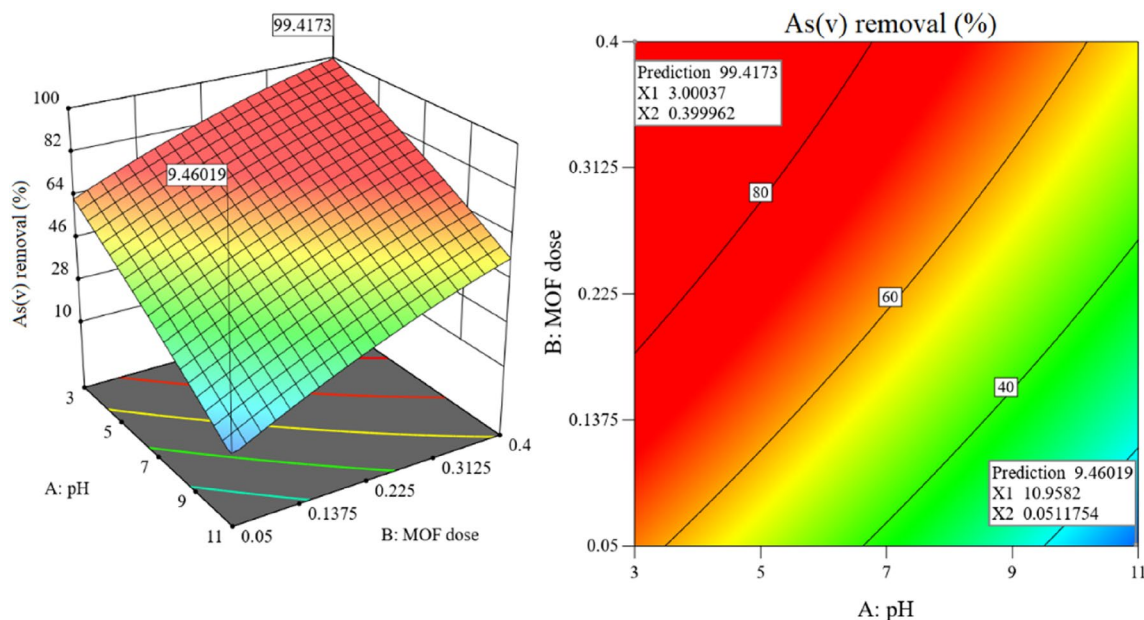 99.4173
100
82
64
46
28
10
9.46019
As(v) removal (%)
3
5
7
9
11
A: pH
0.05
0.1375
0.225
0.3125
0.4
B: MOF dose
As(v) removal (%)
0.4
0.3125
0.225
0.1375
0.05
B: MOF dose
Prediction 99.4173
X1 3.00037
X2 0.399962
80
60
40
Prediction 9.46019
X1 10.9582
X2 0.0511754
3
5
7
9
11
A: pH